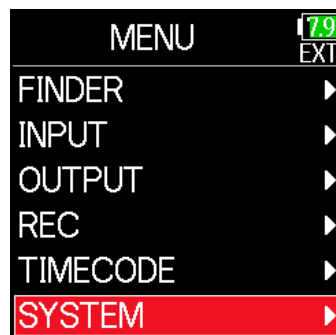 MENU
7.9
EXT
FINDER
INPUT
OUTPUT
REC
TIMECODE
SYSTEM